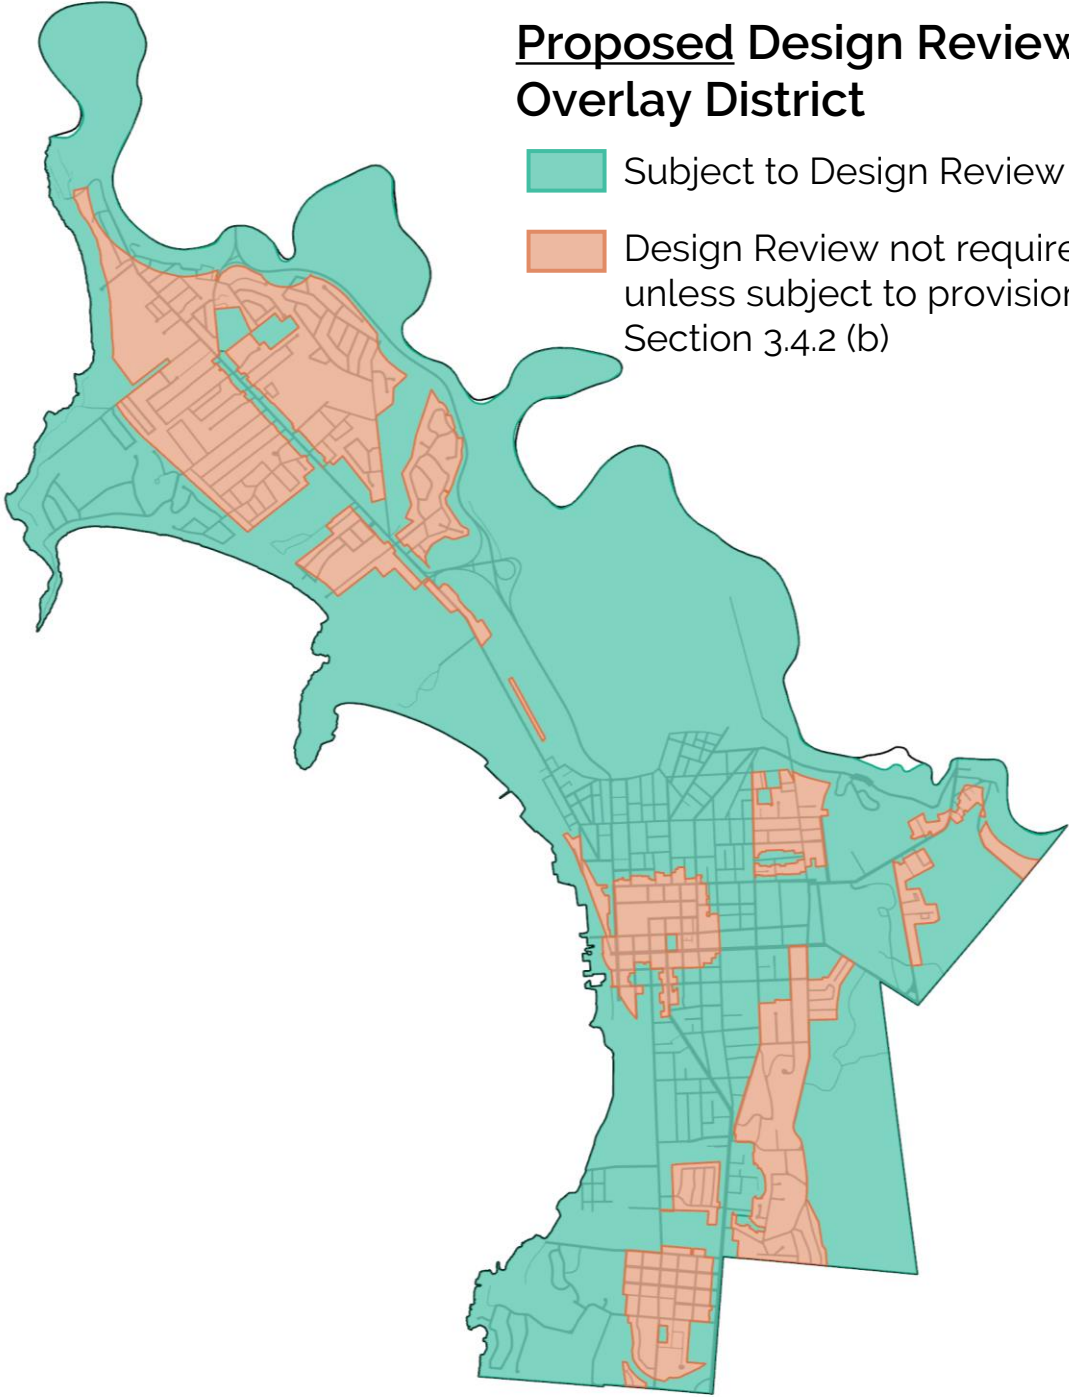 Proposed Design Review
Overlay District
Subject to Design Review
Design Review not require
unless subject to provision
Section 3.4.2 (b)